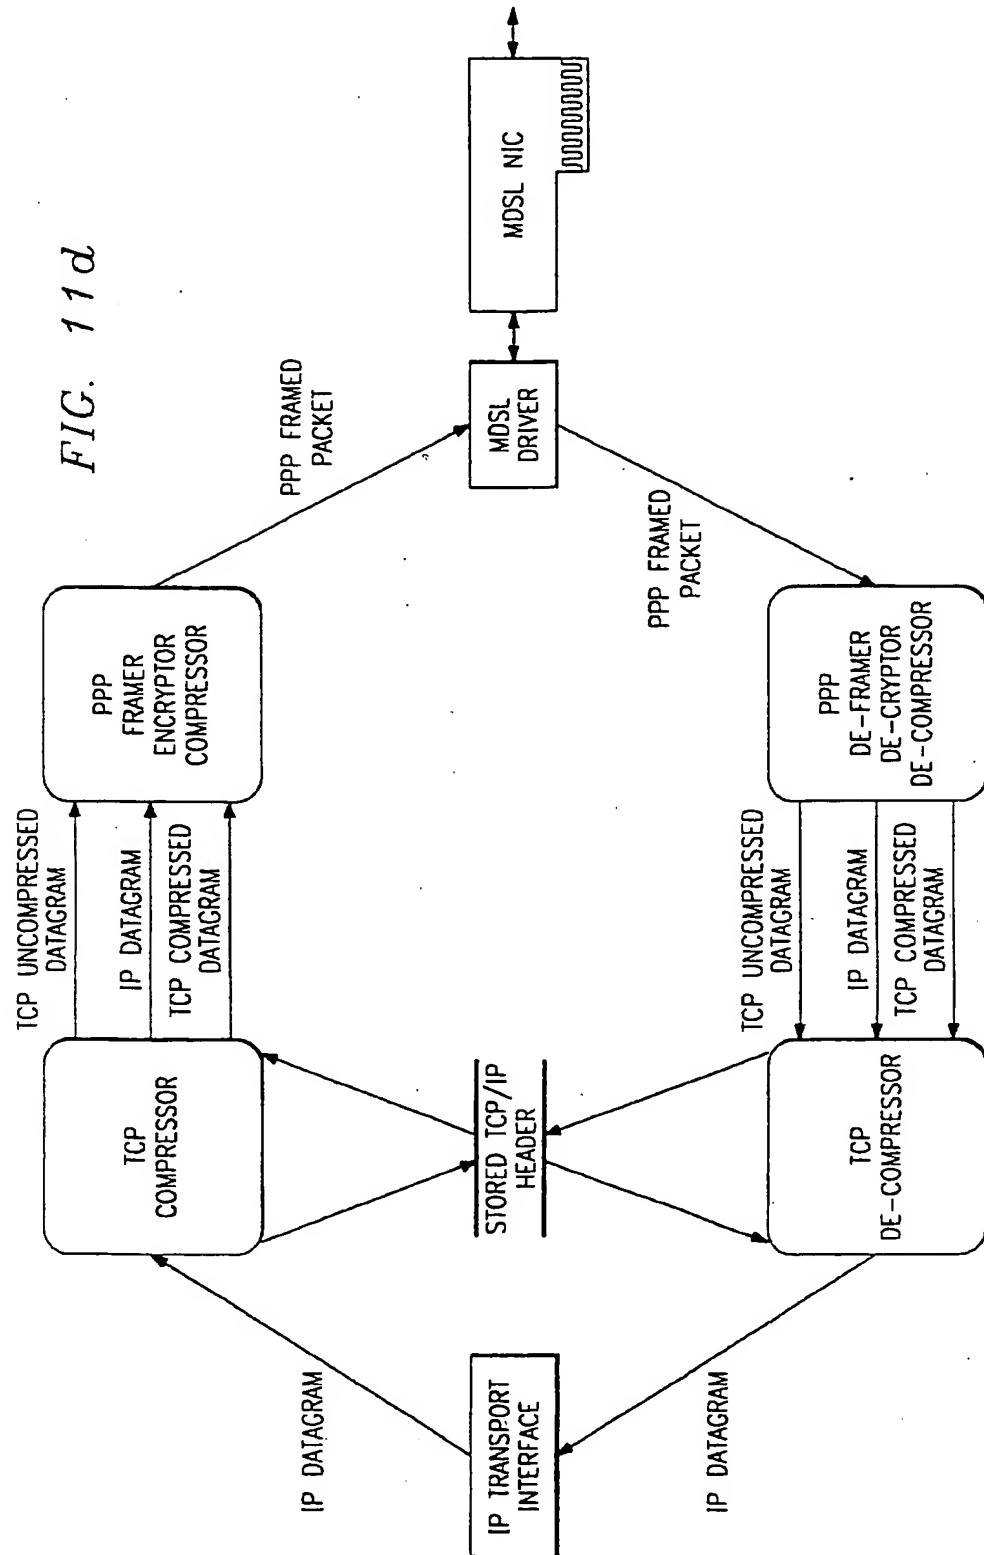 FIG. 11d
IP TRANSPORT
INTERFACE
IP DATAGRAM
IP DATAGRAM
TCP
COMPRESSOR
STORED TCP/IP
HEADER
TCP
DE-COMPRESSOR
TCP UNCOMPRESSED
DATAGRAM
IP DATAGRAM
TCP COMPRESSED
DATAGRAM
TCP UNCOMPRESSED
DATAGRAM
IP DATAGRAM
TCP COMPRESSED
DATAGRAM
PPP
FRAMER
ENCRYPTOR
COMPRESSOR
PPP
DE-FRAMER
DE-CRYPTOR
DE-COMPRESSOR
PPP FRAMED
PACKET
PPP FRAMED
PACKET
MDSL
DRIVER
MDSL NIC